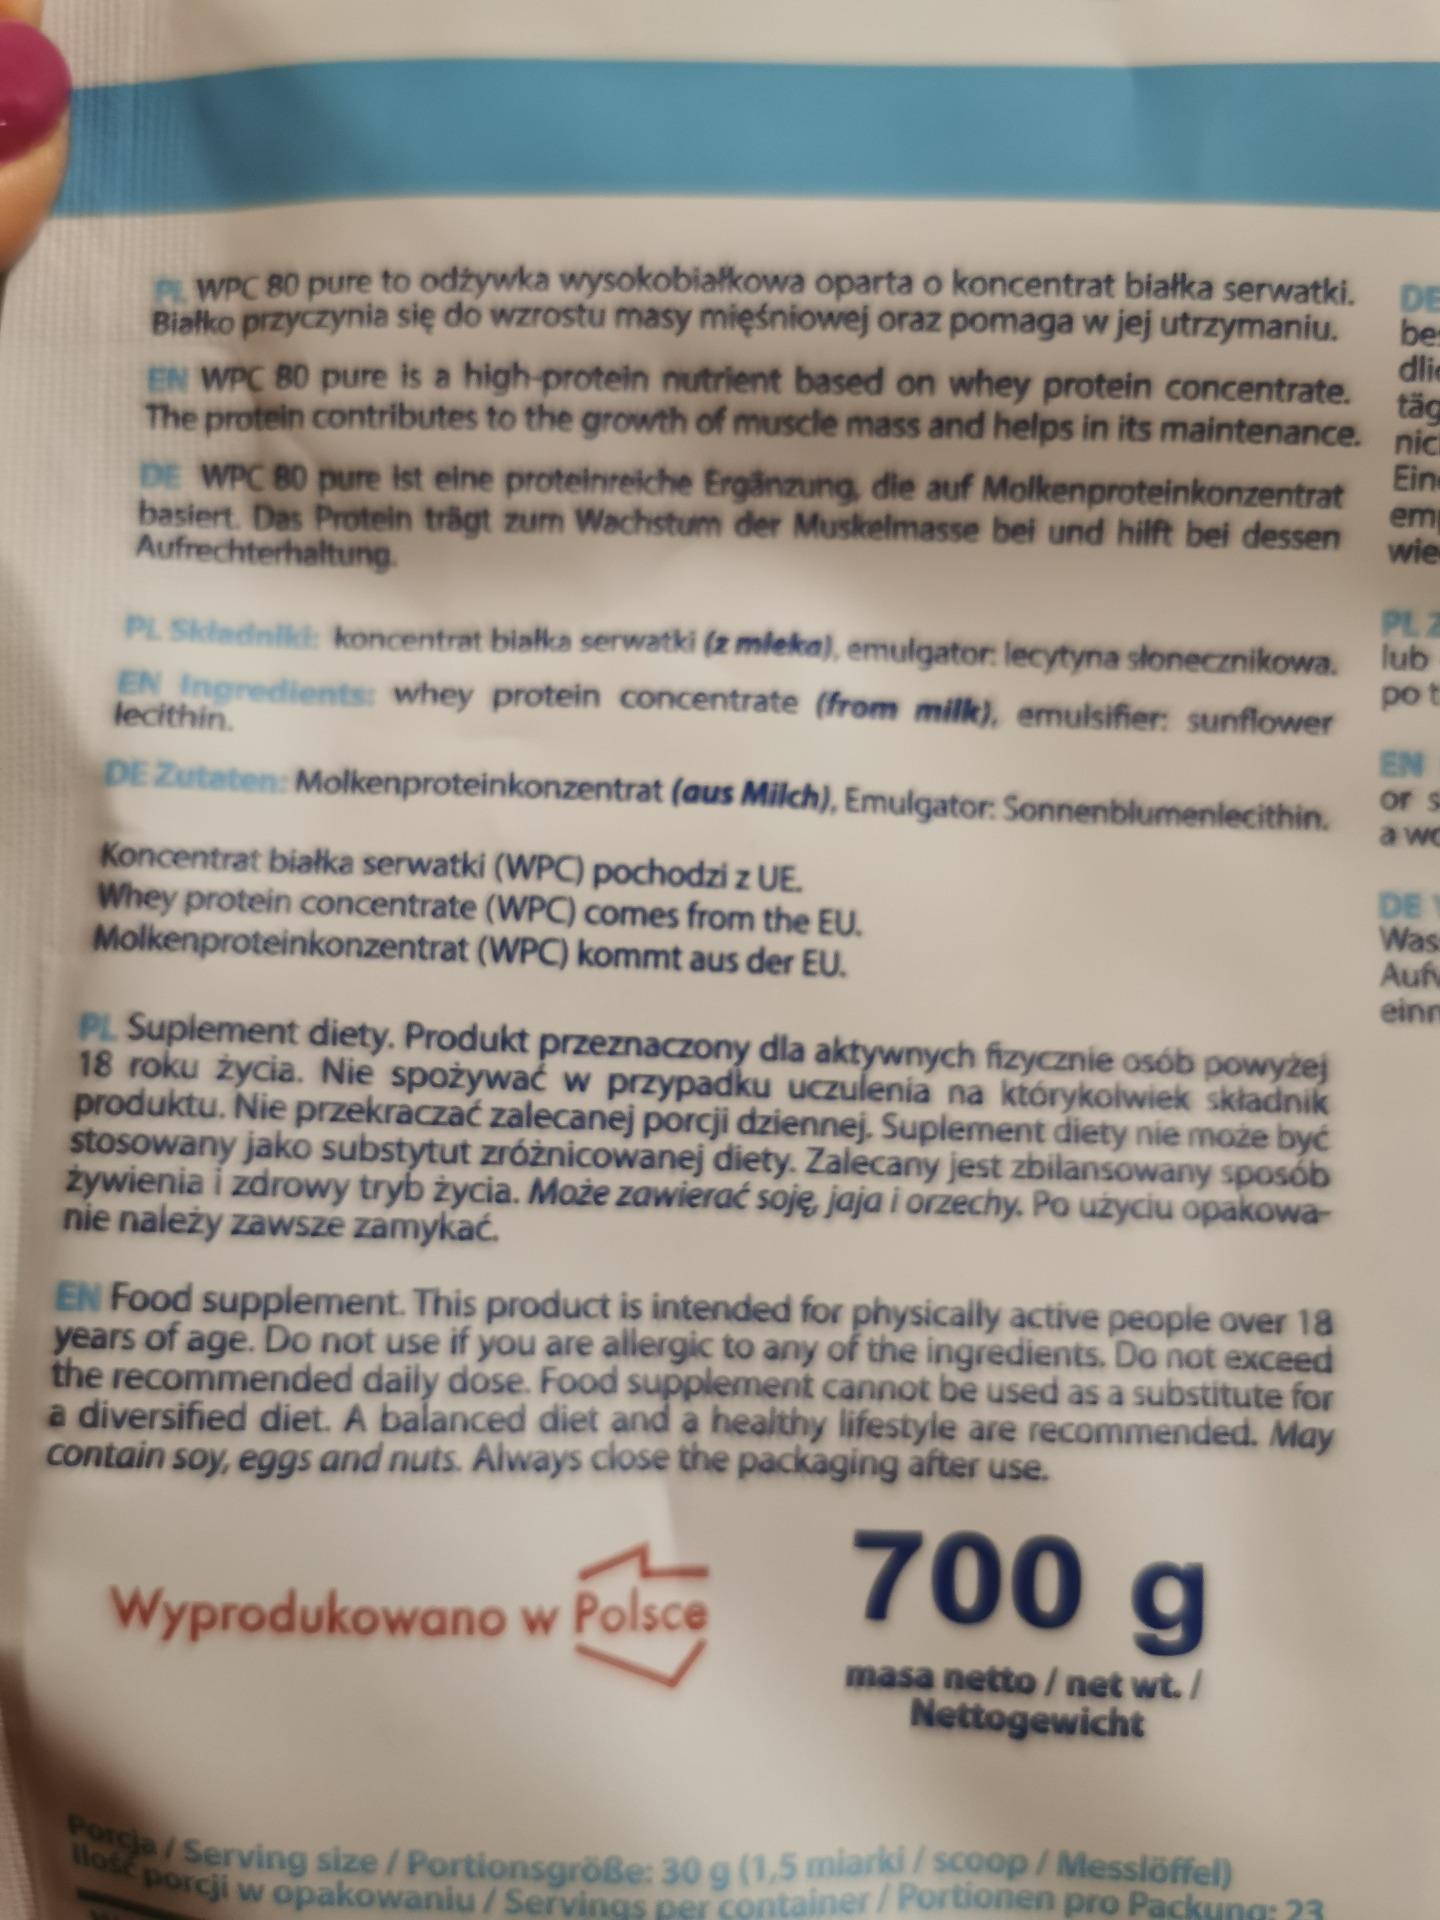 PL WPC 80 pure to odżywka wysokobiałkowa oparta o koncentrat białka serwatki.
Białko przyczynia się do wzrostu masy mięśniowej oraz pomaga w jej utrzymaniu.
EN WPC 80 pure is a high-protein nutrient based on whey protein concentrate.
The protein contributes to the growth of muscle mass and helps in its maintenance.
DE WPC 80 pure ist eine proteinreiche Ergänzung, die auf Molkenproteinkonzentrat
basiert. Das Protein trägt zum Wachstum der Muskelmasse bei und hilft bei dessen
Aufrechterhaltung.
PL Składniki: koncentrat białka serwatki (z mleka), emulgator: lecytyna słonecznikowa.
EN Ingredients: whey protein concentrate (from milk), emulsifier: sunflower
lecithin.
DE Zutaten: Molkenproteinkonzentrat (aus Milch), Emulgator: Sonnenblumenlecithin.
Koncentrat białka serwatki (WPC) pochodzi z UE.
Whey protein concentrate (WPC) comes from the EU.
Molkenproteinkonzentrat (WPC) kommt aus der EU.
PL Suplement diety. Produkt przeznaczony dla aktywnych fizycznie osób powyżej
18 roku życia. Nie spożywać w przypadku uczulenia na którykolwiek składnik
produktu. Nie przekraczać zalecanej porcji dziennej. Suplement diety nie może być
stosowany jako substytut zróżnicowanej diety. Zalecany jest zbilansowany sposób
żywienia i zdrowy tryb życia. Może zawierać soję, jaja i orzechy. Po użyciu opakowa-
nie należy zawsze zamykać.
EN Food supplement. This product is intended for physically active people over 18
years of age. Do not use if you are allergic to any of the ingredients. Do not exceed
the recommended daily dose. Food supplement cannot be used as a substitute for
a diversified diet. A balanced diet and a healthy lifestyle are recommended. May
contain soy, eggs and nuts. Always close the packaging after use.
Wyprodukowano w Polsce
700 g
masa netto / net wt. /
Nettogewicht
Porcja / Serving size / Portionsgröße: 30 g (1,5 miarki / scoop / Messlöffel)
Ilość porcji w opakowaniu / Servings per container / Portionen pro Packung: 23
DE
PL
lub
po
EN
or
a
DE